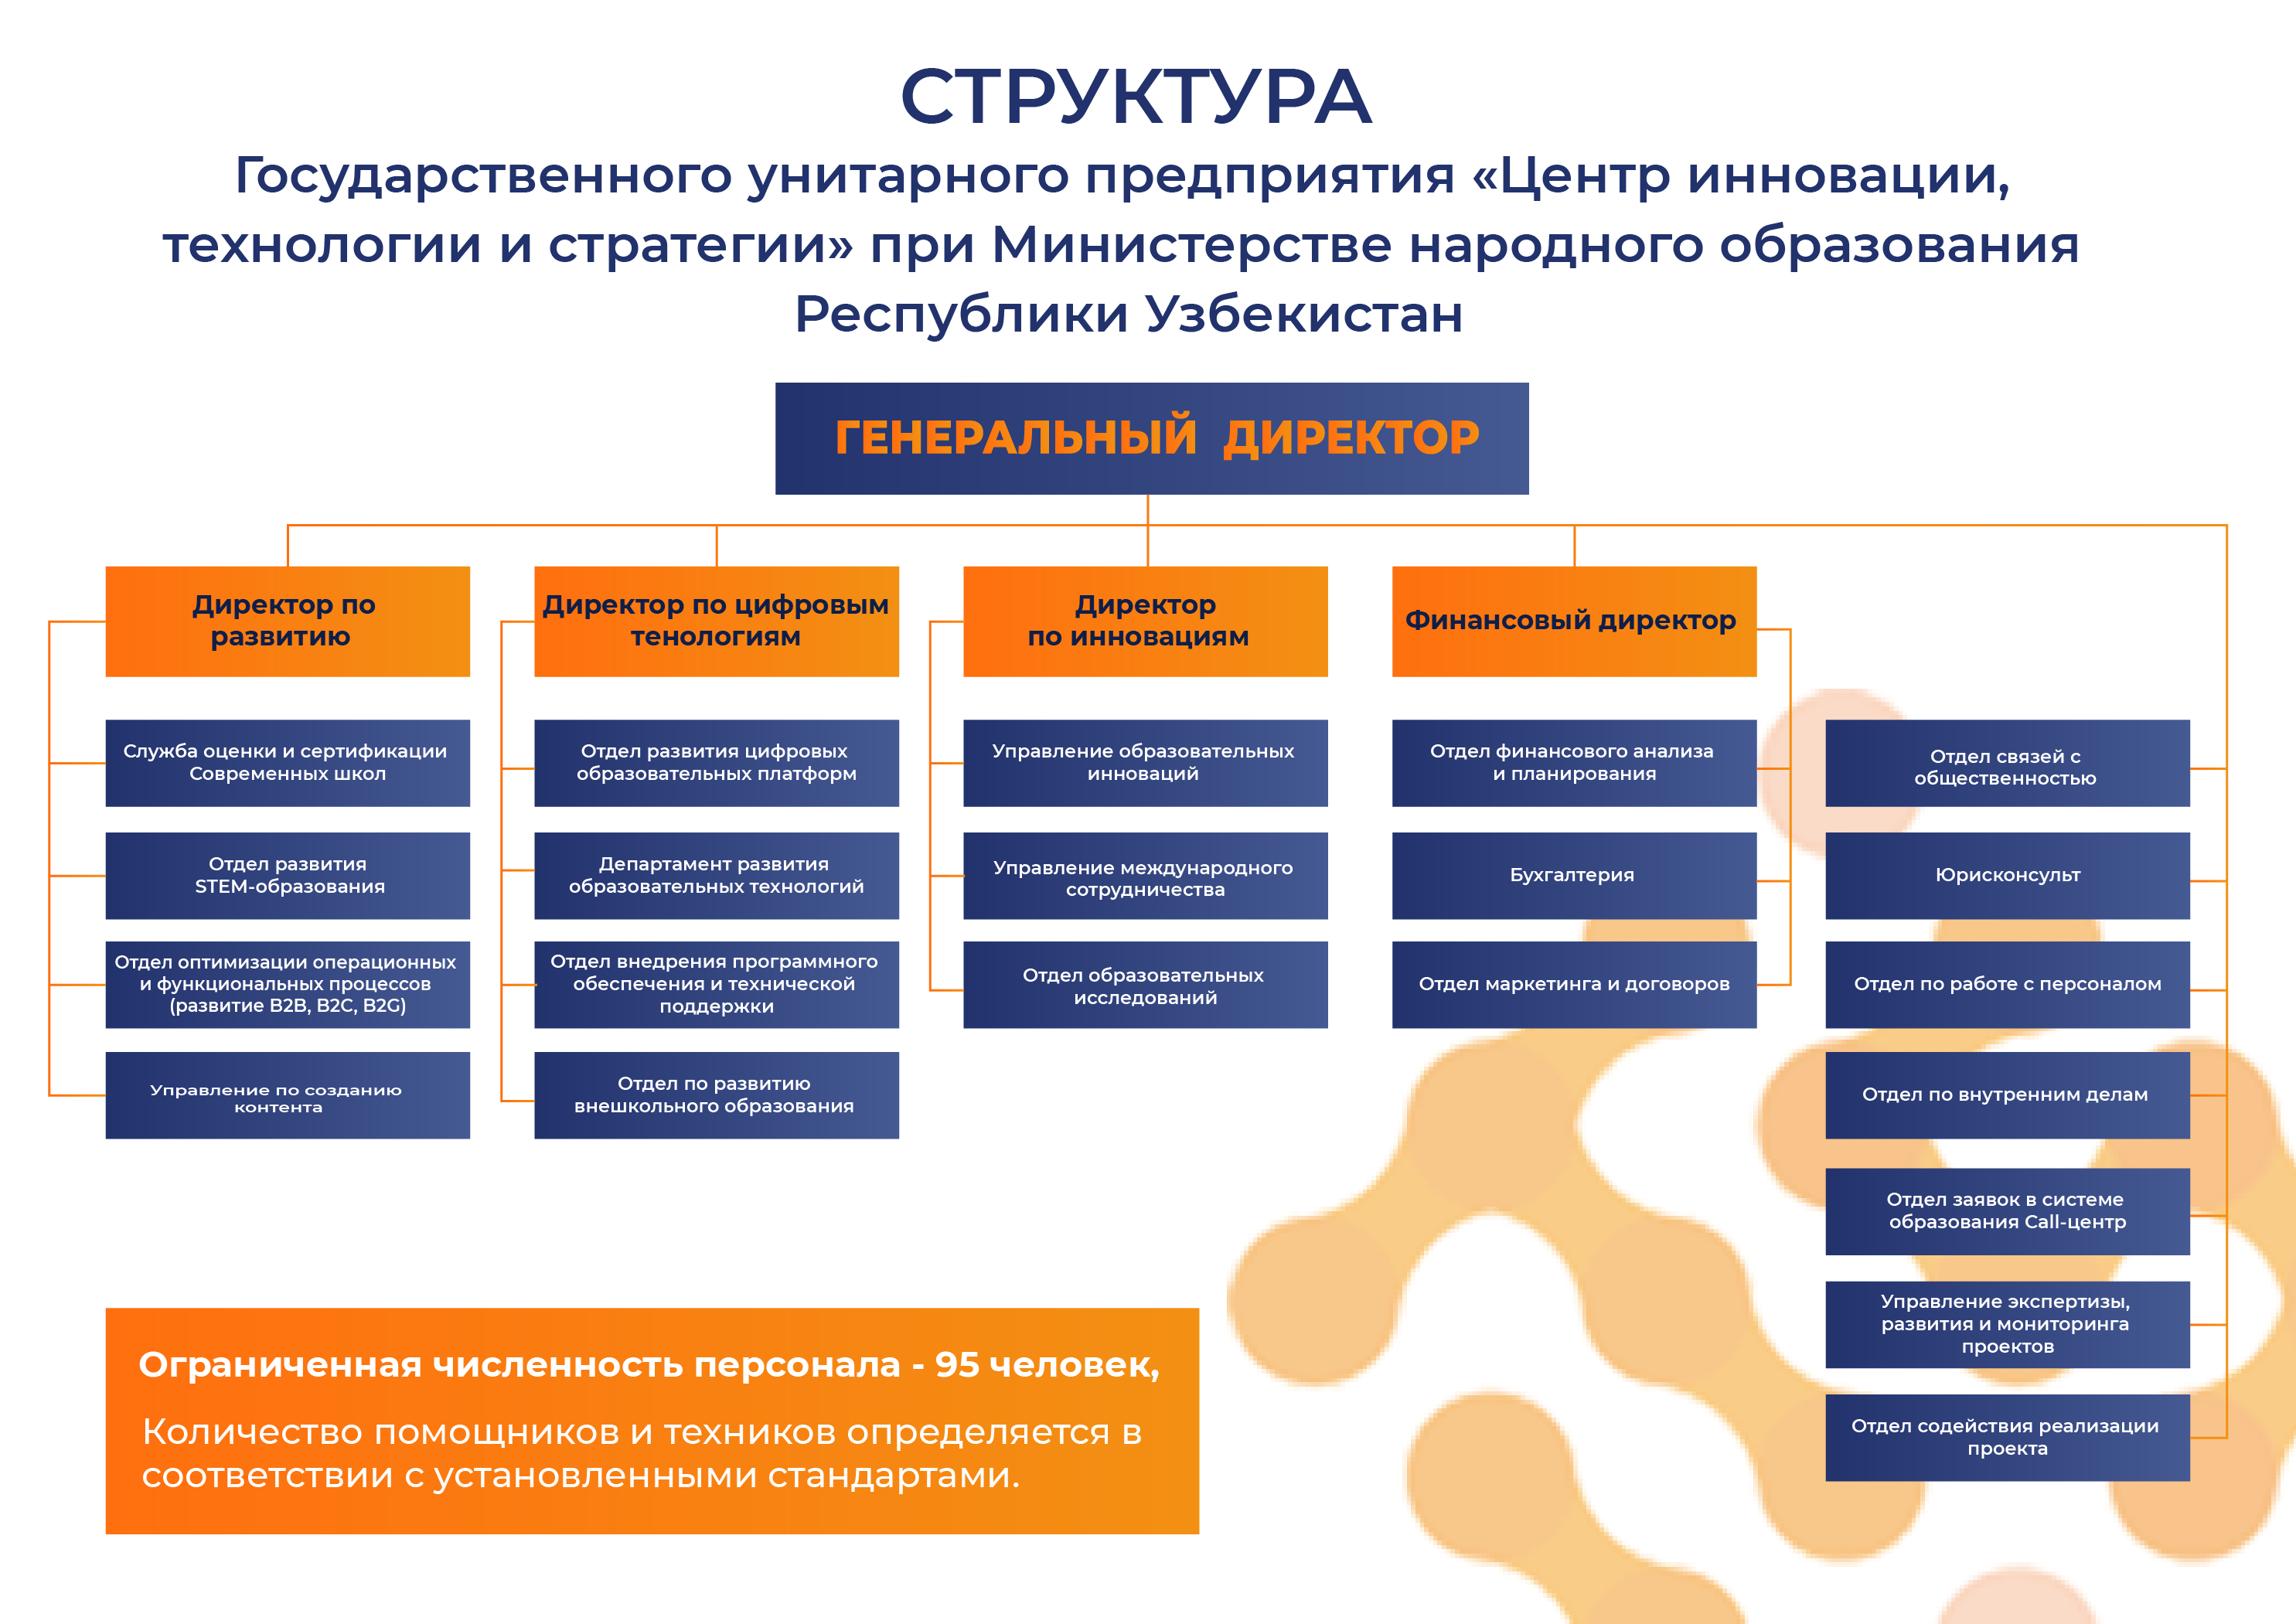 СТРУКТУРА
Государственного унитарного предприятия «Центр инновации,
технологии и стратегии» при Министерстве народного образования
Республики Узбекистан
ГЕНЕРАЛЬНЫЙ ДИРЕКТОР
Директор по
развитию
Служба оценки и сертификации
Современных школ
Отдел развития
STEM-образования
Отдел оптимизации операционных
и функциональных процессов
(развитие B2B, B2C, B2G)
Управление по созданию
контента
Директор по цифровым
тенологиям
Отдел развития цифровых
образовательных платформ
Департамент развития
образовательных технологий
Отдел внедрения программного
обеспечения и технической
поддержки
Отдел по развитию
внешкольного образования
Директор
по инновациям
Управление образовательных
инноваций
Управление международного
сотрудничества
Отдел образовательных
исследований
Финансовый директор
Отдел финансового анализа
и планирования
Бухгалтерия
Отдел маркетинга и договоров
Отдел связей с
общественностью
Юрисконсульт
Отдел по работе с персоналом
Отдел по внутренним делам
Отдел заявок в системе
образования Call-центр
Управление экспертизы,
развития и мониторинга
проектов
Отдел содействия реализации
проекта
Ограниченная численность персонала - 95 человек,
Количество помощников и техников определяется в
соответствии с установленными стандартами.